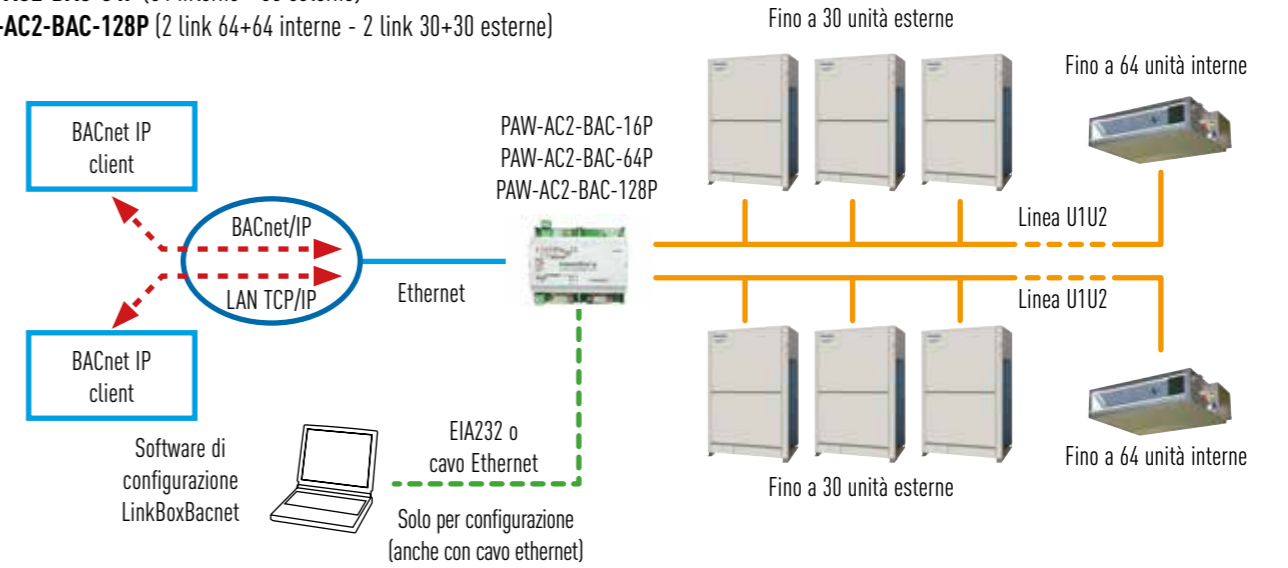 -AC2-BAC-128P (2 link 64+64 interne - 2 link 30+30 esterne)
Fino a 30 unità esterne
Fino a 64 unità interne
BACnet IP
client
PAW-AC2-BAC-16P
PAW-AC2-BAC-64P
PAW-AC2-BAC-128P
BACnet/IP
LAN TCP/IP
Ethernet
Linea U1U2
Linea U1U2
BACnet IP
client
Software di
configurazione
LinkBoxBacnet
EIA232 o
cavo Ethernet
Solo per configurazione
(anche con cavo ethernet)
Fino a 30 unità esterne
Fino a 64 unità interne